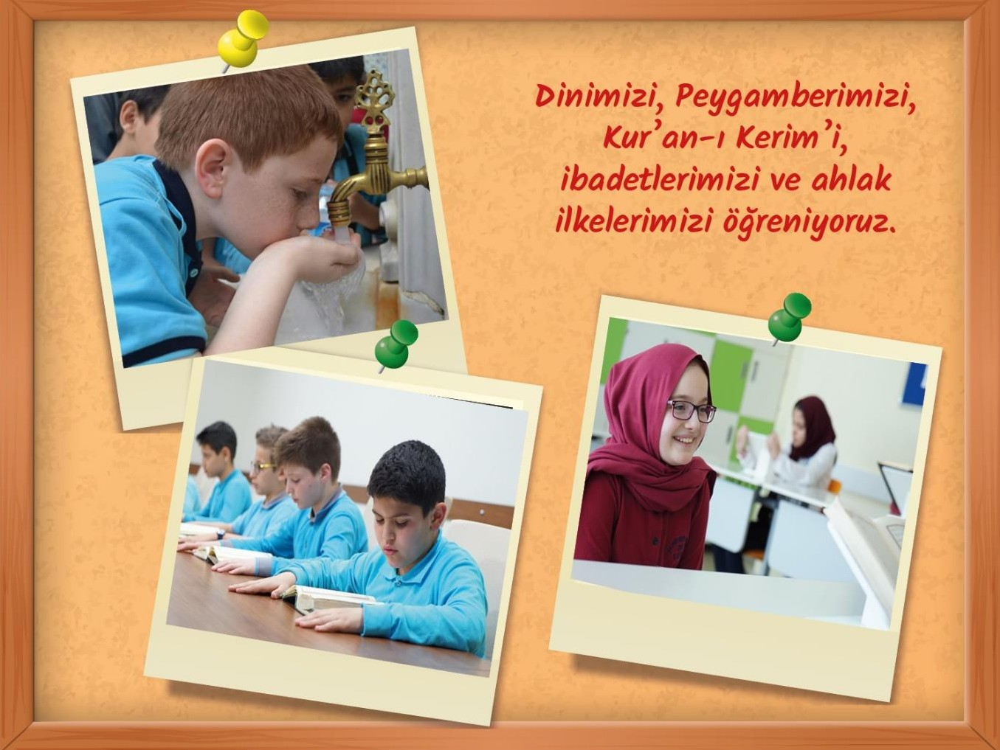 Dinimizi, Peygamberimizi,
Kur’an-ı Kerim’i,
ibadetlerimizi ve ahlak
ilkelerimizi öğreniyoruz.